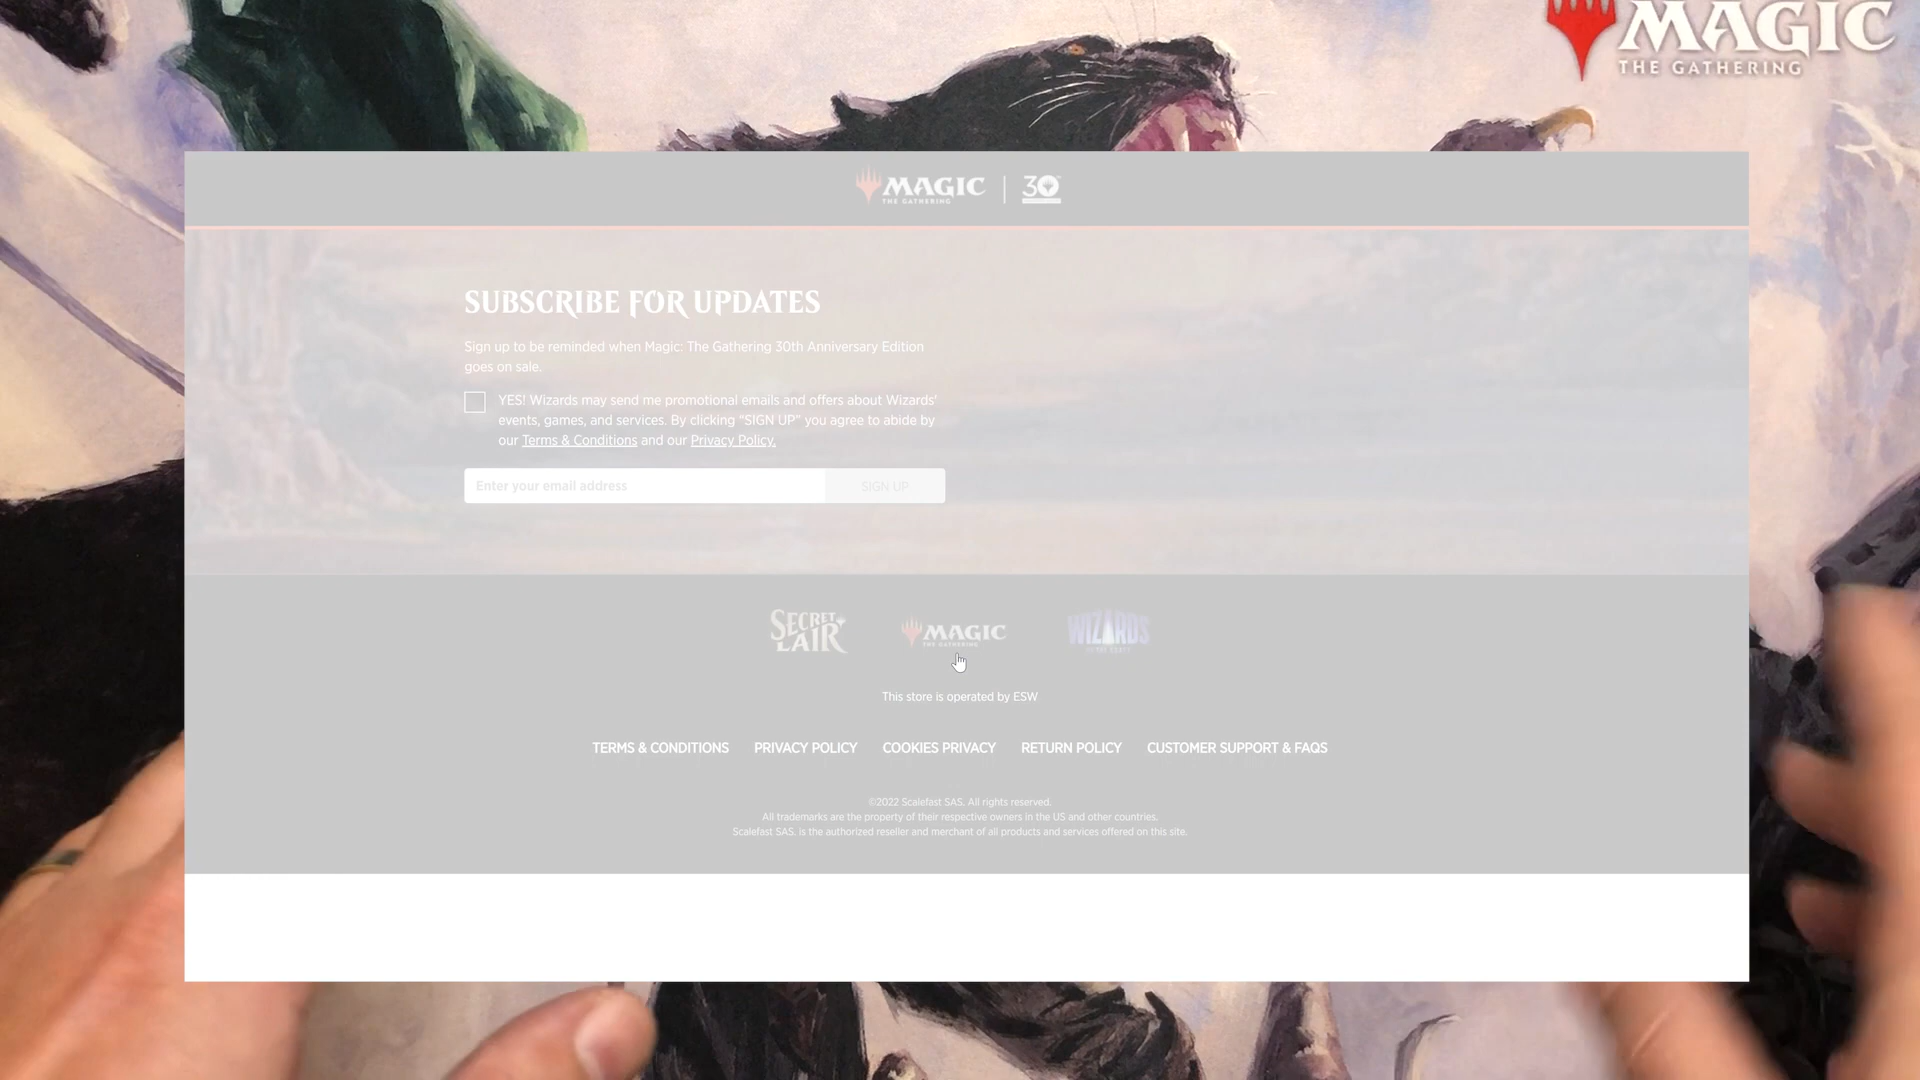 MAGIC
THE GATHERING
MAGIC
THE GATHERING
30
SUBSCRIBE FOR UPDATES
Sign up to be reminded when Magic: The Gathering 30th Anniversary Edition
goes on sale.
YES! Wizards may send me promotional emails and offers about Wizards'
events, games, and services. By clicking "SIGN UP" you agree to abide by
our Terms & Conditions and our Privacy Policy.
Enter your email address
SIGN UP
SECRET
LAIR
MAGIC
THE GATHERING
WIZARDS
This store is operated by ESW
TERMS & CONDITIONS PRIVACY POLICY COOKIES PRIVACY RETURN POLICY CUSTOMER SUPPORT & FAQS
©2022 Scalefast SAS. All rights reserved.
All trademarks are the property of their respective owners in the US and other countries.
Scalefast SAS. is the authorized reseller and merchant of all products and services offered on this site.